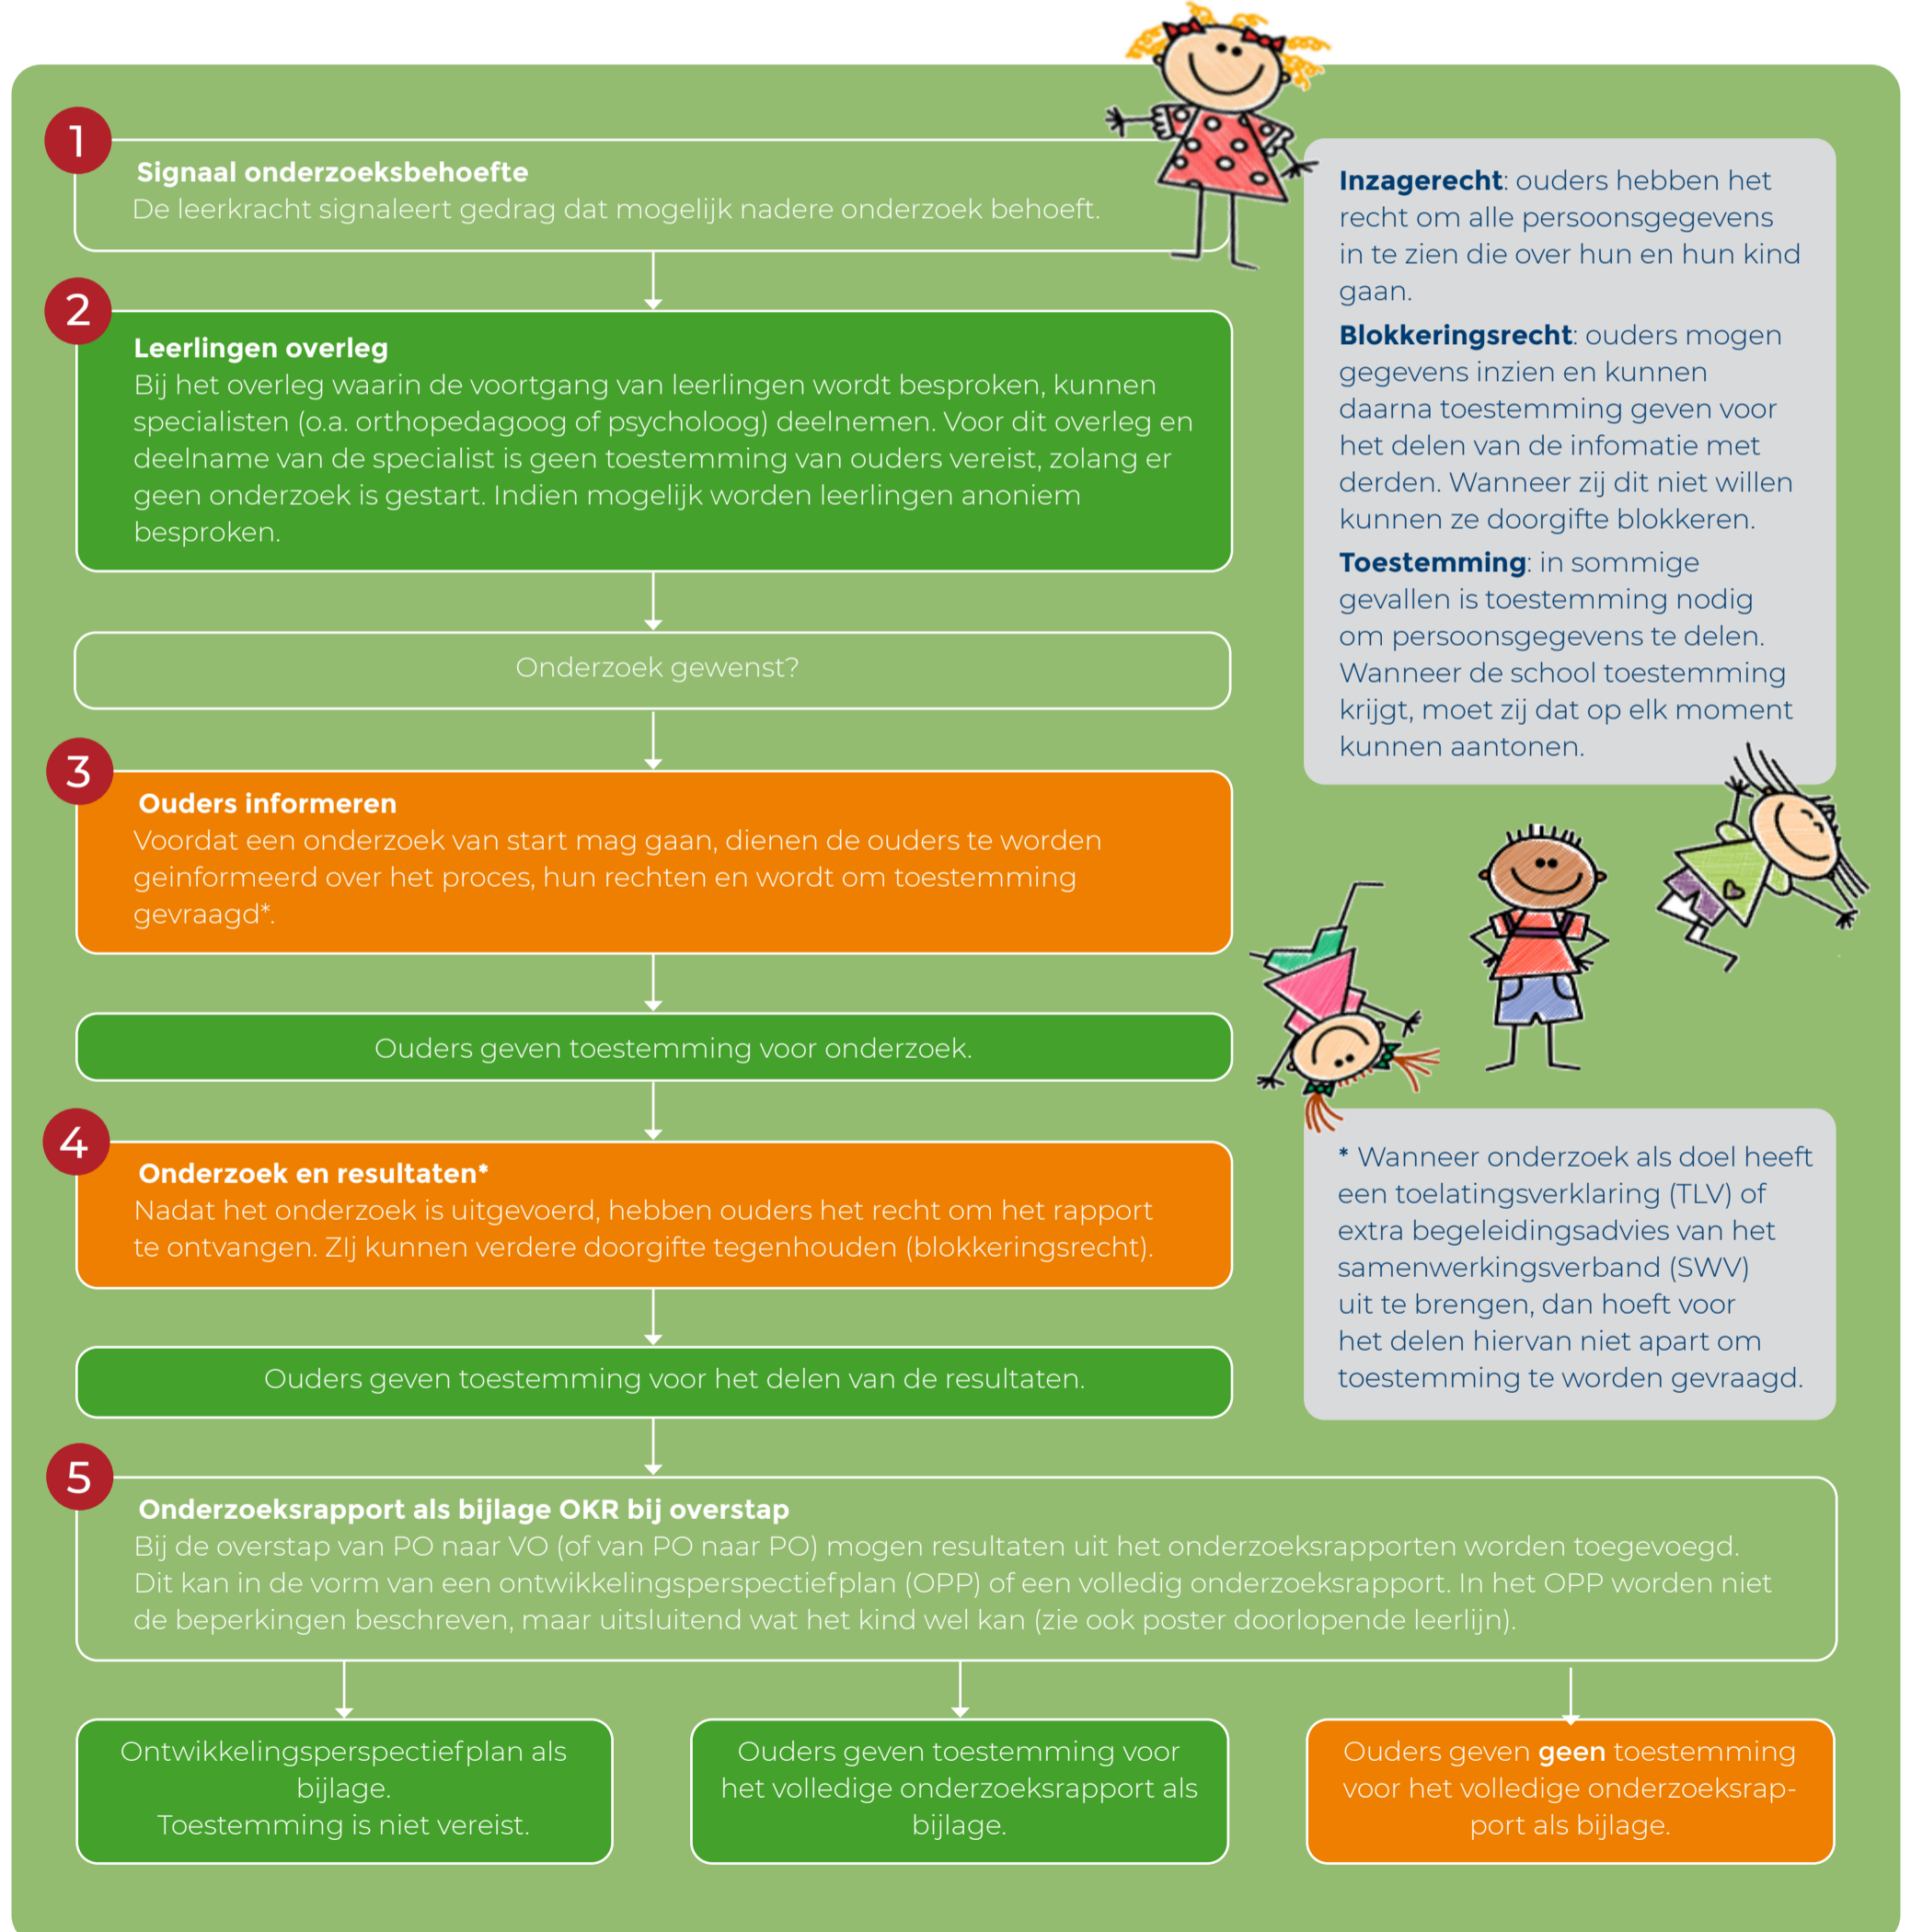 1
Signaal onderzoeksbehoefte
De leerkracht signaleert gedrag dat mogelijk nadere onderzoek behoeft.
2
Leerlingen overleg
Bij het overleg waarin de voortgang van leerlingen wordt besproken, kunnen
specialisten (o.a. orthopedagoog of psycholoog) deelnemen. Voor dit overleg en
deelname van de specialist is geen toestemming van ouders vereist, zolang er
geen onderzoek is gestart. Indien mogelijk worden leerlingen anoniem
besproken.
Onderzoek gewenst?
3
Ouders informeren
Voordat een onderzoek van start mag gaan, dienen de ouders te worden
geinformeerd over het proces, hun rechten en wordt om toestemming
gevraagd*.
Ouders geven toestemming voor onderzoek.
4
Onderzoek en resultaten*
Nadat het onderzoek is uitgevoerd, hebben ouders het recht om het rapport
te ontvangen. ZIj kunnen verdere doorgifte tegenhouden (blokkeringsrecht).
Ouders geven toestemming voor het delen van de resultaten.
Inzagerecht: ouders hebben het
recht om alle persoonsgegevens
in te zien die over hun en hun kind
gaan.
Blokkeringsrecht: ouders mogen
gegevens inzien en kunnen
daarna toestemming geven voor
het delen van de infomatie met
derden. Wanneer zij dit niet willen
kunnen ze doorgifte blokkeren.
Toestemming: in sommige
gevallen is toestemming nodig
om persoonsgegevens te delen.
Wanneer de school toestemming
krijgt, moet zij dat op elk moment
kunnen aantonen.
* Wanneer onderzoek als doel heeft
een toelatingsverklaring (TLV) of
extra begeleidingsadvies van het
samenwerkingsverband (SWV)
uit te brengen, dan hoeft voor
het delen hiervan niet apart om
toestemming te worden gevraagd.
5
Onderzoeksrapport als bijlage OKR bij overstap
Bij de overstap van PO naar VO (of van PO naar PO) mogen resultaten uit het onderzoeksrapporten worden toegevoegd.
Dit kan in de vorm van een ontwikkelingsperspectiefplan (OPP) of een volledig onderzoeksrapport. In het OPP worden niet
de beperkingen beschreven, maar uitsluitend wat het kind wel kan (zie ook poster doorlopende leerlijn).
Ontwikkelingsperspectiefplan als
bijlage.
Toestemming is niet vereist.
Ouders geven toestemming voor
het volledige onderzoeksrapport als
bijlage.
Ouders geven geen toestemming
voor het volledige onderzoeksrap-
port als bijlage.